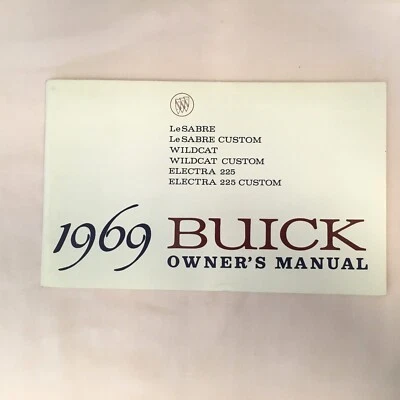 LeSABRE
LeSABRE CUSTOM
WILDCAT
WILDCAT CUSTOM
ELECTRA 225
ELECTRA 225 CUSTOM
1969 BUICK
OWNER'S MANUAL